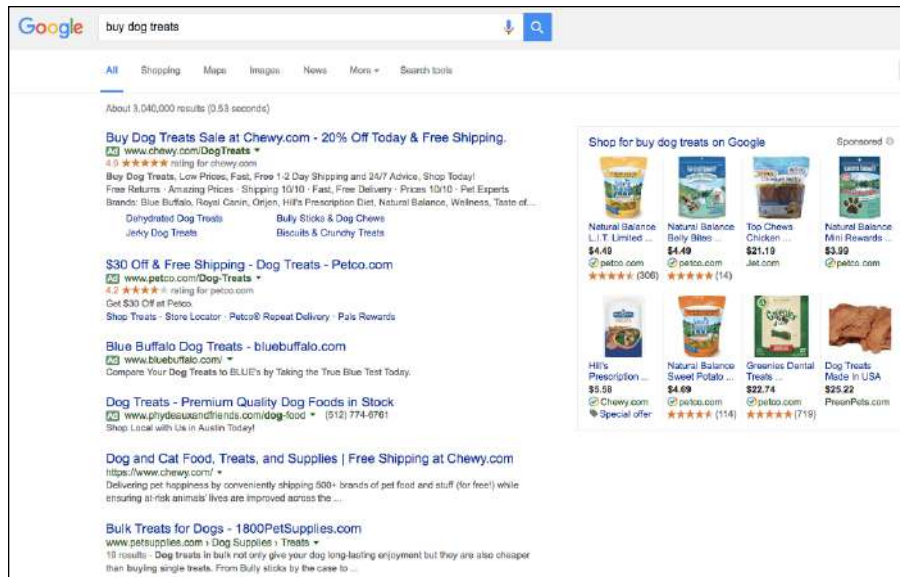 Google
buy dog treats
All Shopping Maps Images News More Search tools
About 3,040,000 results (0.53 seconds)
Buy Dog Treats Sale at Chewy.com - 20% Off Today & Free Shipping.
Ad www.chewy.com/DogTreats
4.9 ★★★★★ rating for chewy.com
Buy Dog Treats, Low Prices, Fast, Free 1-2 Day Shipping and 24/7 Advice, Shop Today!
Free Returns · Amazing Prices · Shipping 10/10 · Fast, Free Delivery · Prices 10/10 · Pet Experts
Brands: Blue Buffalo, Royal Canin, Orijen, Hill's Prescription Diet, Natural Balance, Wellness, Taste of...
Dehydrated Dog Treats Bully Sticks & Dog Chews
Jerky Dog Treats Biscuits & Crunchy Treats
$30 Off & Free Shipping - Dog Treats - Petco.com
Ad www.petco.com/Dog-Treats
4.2 ★★★★★ rating for petco.com
Get $30 Off at Petco.
Shop Treats · Store Locator · Petco® Repeat Delivery · Pals Rewards
Blue Buffalo Dog Treats - bluebuffalo.com
Ad www.bluebuffalo.com/
Compare Your Dog Treats to BLUE's by Taking the True Blue Test Today.
Dog Treats - Premium Quality Dog Foods in Stock
Ad www.phydeauxandfriends.com/dog-food (512) 774-6761
Shop Local with Us in Austin Today!
Dog and Cat Food, Treats, and Supplies | Free Shipping at Chewy.com
https://www.chewy.com/
Delivering pet happiness by conveniently shipping 500+ brands of pet food and stuff (for free!) while
ensuring at-risk animals' lives are improved across the ...
Bulk Treats for Dogs - 1800PetSupplies.com
www.petsupplies.com › Dog Supplies › Treats
10 results - Dog treats in bulk not only give your dog long-lasting enjoyment but they are also cheaper
than buying single treats. From Bully sticks by the case to ...
Shop for buy dog treats on Google Sponsored
Natural Balance L.I.T. Limited ...
$4.49
petco.com
★★★★★ (306)
Natural Balance Belly Bites ...
$4.49
petco.com
★★★★★ (14)
Top Chews Chicken ...
$21.19
Jet.com
Natural Balance Mini Rewards ...
$3.99
petco.com
Hill's Prescription ...
$5.58
Chewy.com
Special offer
Natural Balance Sweet Potato ...
$4.69
petco.com
★★★★★ (114)
Greenies
Greenies Dental Treats ...
$22.74
petco.com
★★★★★ (719)
Dog Treats Made In USA
$25.22
PreenPets.com